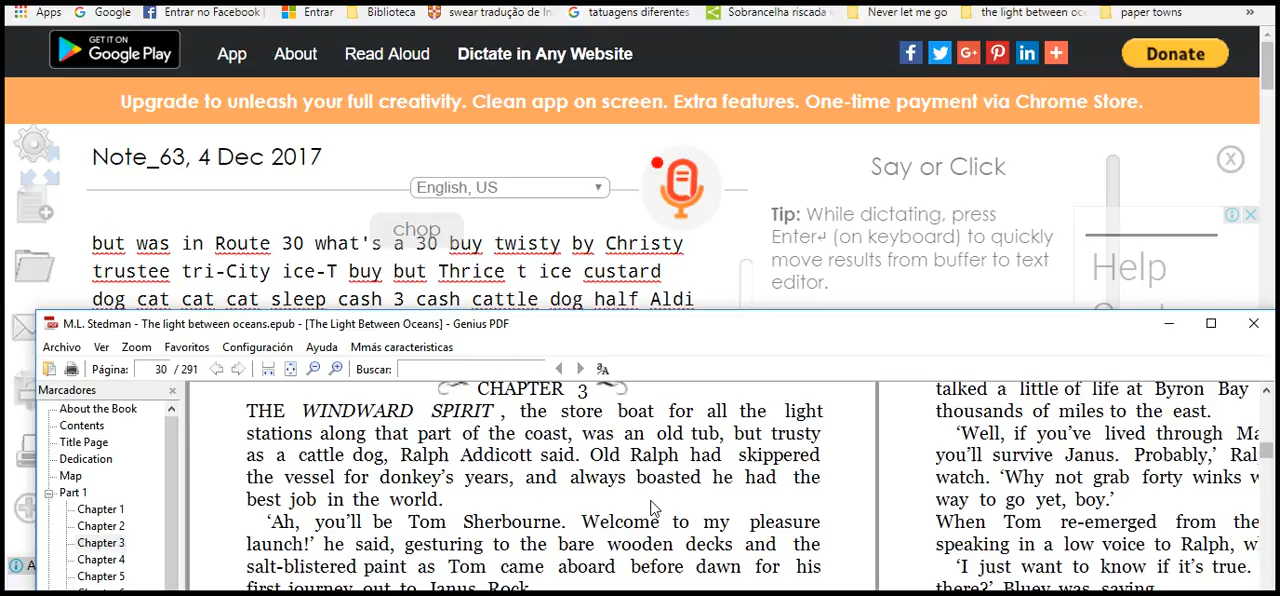 Apps
Google
Entrar no Facebook
Entrar
Biblioteca
swear tradução de In
tatuagens diferentes
Sobrancelha riscada
Never let me go
the light between oc
paper towns
»
GET IT ON
Google Play
App
About
Read Aloud
Dictate in Any Website
Donate
Upgrade to unleash your full creativity. Clean app on screen. Extra features. One-time payment via Chrome Store.
Note_63, 4 Dec 2017
English, US
Say or Click
chop
Tip: While dictating, press
Enter↵ (on keyboard) to quickly
move results from buffer to text
editor.
Help
but was in Route 30 what's a 30 buy twisty by Christy
trustee tri-City ice-T buy but Thrice t ice custard
dog cat cat cat sleep cash 3 cash cattle dog half Aldi
M.L. Stedman - The light between oceans.epub - [The Light Between Oceans] - Genius PDF
Archivo Ver Zoom Favoritos Configuración Ayuda Mmás caracteristicas
Página: 30 / 291 Buscar:
Marcadores
About the Book
Contents
Title Page
Dedication
Map
Part 1
Chapter 1
Chapter 2
Chapter 3
Chapter 4
Chapter 5
CHAPTER 3
THE WINDWARD SPIRIT , the store boat for all the light
stations along that part of the coast, was an old tub, but trusty
as a cattle dog, Ralph Addicott said. Old Ralph had skippered
the vessel for donkey’s years, and always boasted he had the
best job in the world.
‘Ah, you’ll be Tom Sherbourne. Welcome to my pleasure
launch!’ he said, gesturing to the bare wooden decks and the
salt-blistered paint as Tom came aboard before dawn for his
first journey out to Janus Rock.
talked a little of life at Byron Bay
thousands of miles to the east.
‘Well, if you’ve lived through Ma
you’ll survive Janus. Probably,’ Ral
watch. ‘Why not grab forty winks w
way to go yet, boy.’
When Tom re-emerged from the
speaking in a low voice to Ralph, w
‘I just want to know if it’s true.
there?’ Bluey was saying.